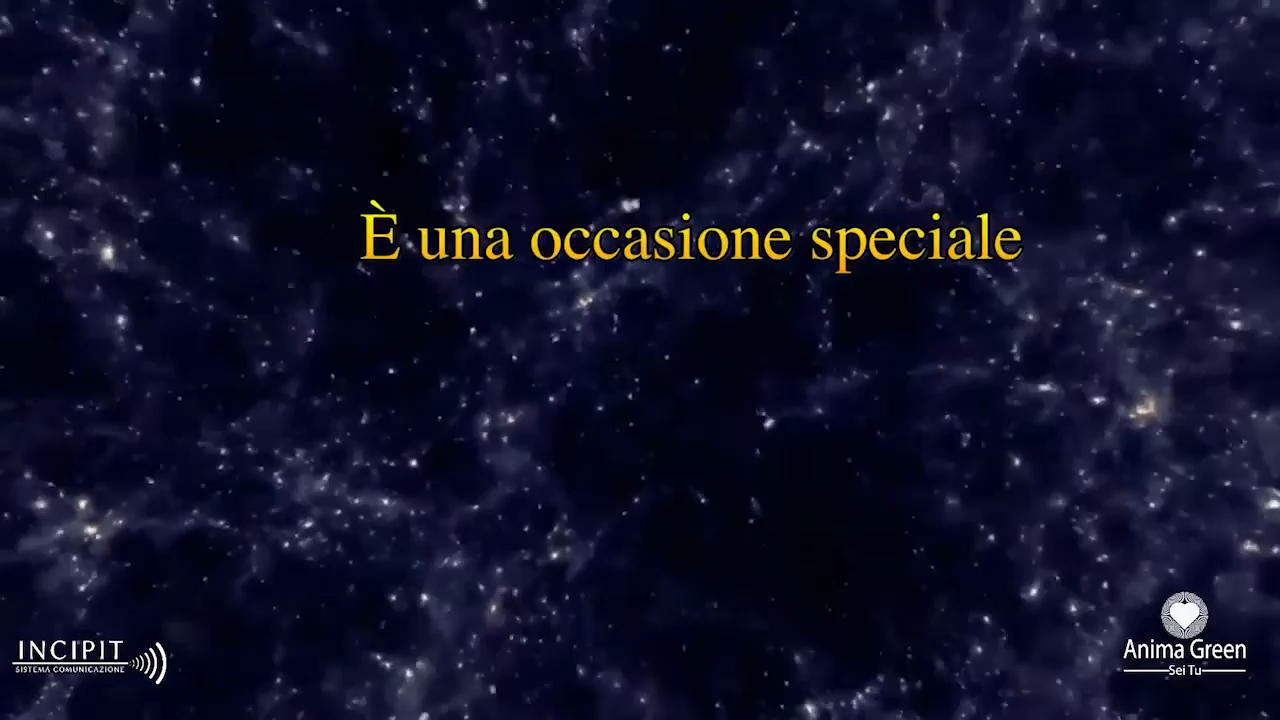 È una occasione speciale
INCIPIT
SISTEMA COMUNICAZIONE
Anima Green
Sei Tu